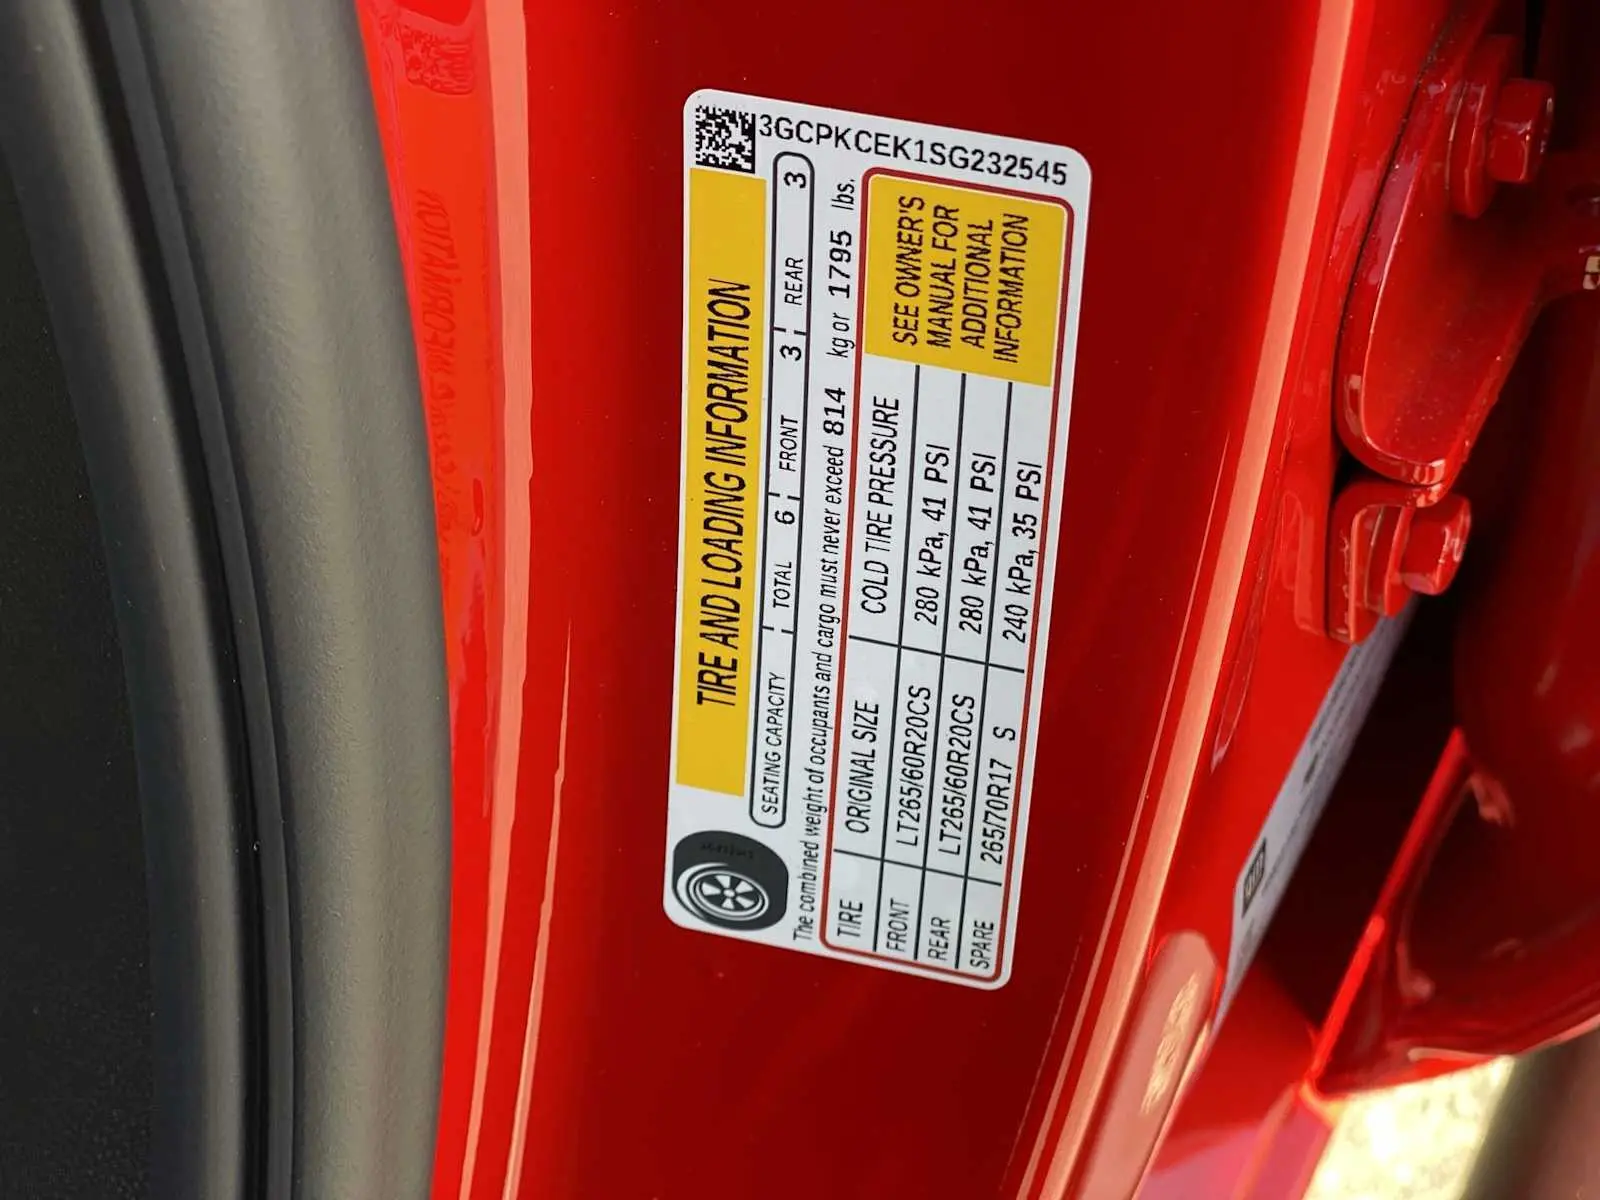 3GCPKCEK1SG232545
TIRE AND LOADING INFORMATION
SEATING CAPACITY TOTAL 6 FRONT 3 REAR 3
The combined weight of occupants and cargo must never exceed 814 kg or 1795 lbs.
TIRE ORIGINAL SIZE COLD TIRE PRESSURE
FRONT LT265/60R20CS 280 kPa, 41 PSI
REAR LT265/60R20CS 280 kPa, 41 PSI
SPARE 265/70R17 S 240 kPa, 35 PSI
SEE OWNER'S
MANUAL FOR
ADDITIONAL
INFORMATION